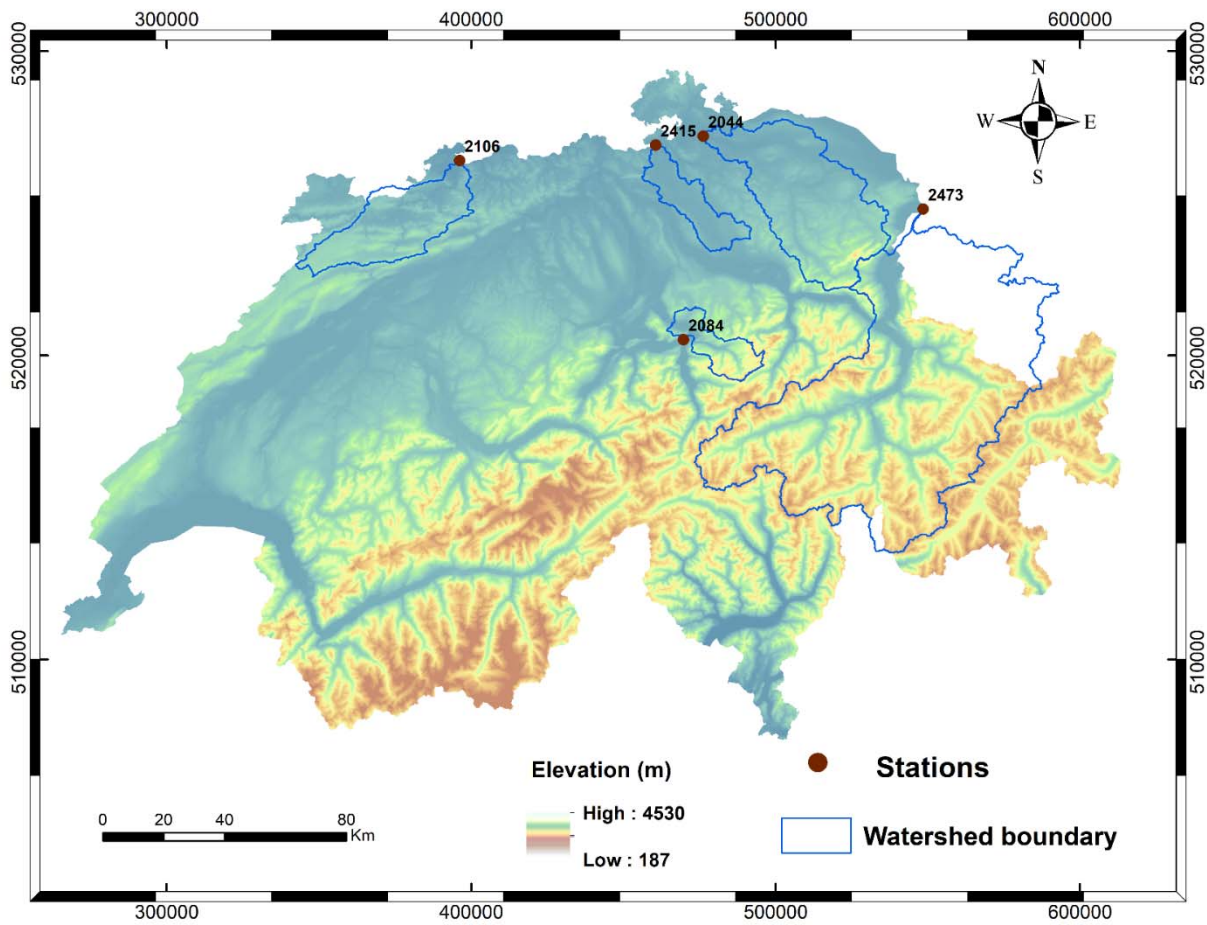 300000 400000 500000 600000
530000 530000
N
W E
S
2415 2044
2106
2473
2084
520000 520000
510000 510000
Elevation (m)
High : 4530
Low : 187
Stations
Watershed boundary
0 20 40 80
Km
300000 400000 500000 600000